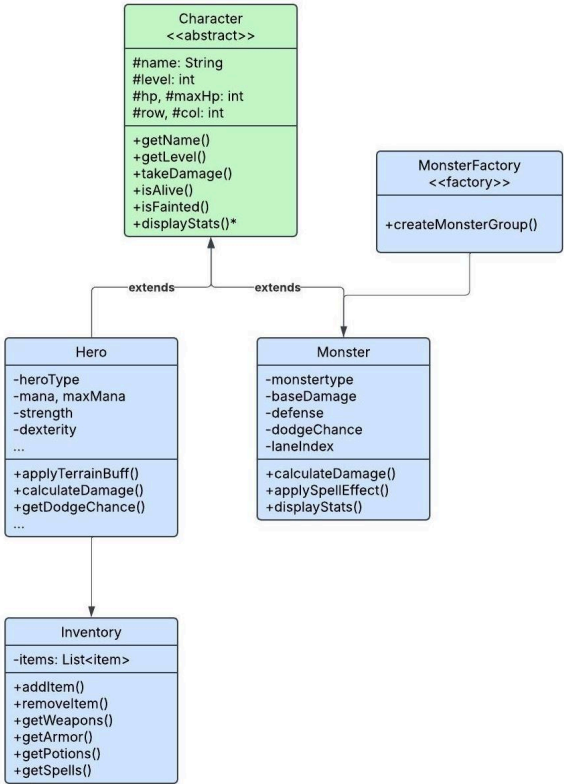 Character
<<abstract>>
#name: String
#level: int
#hp, #maxHp: int
#row, #col: int
+getName()
+getLevel()
+takeDamage()
+isAlive()
+isFainted()
+displayStats()*
MonsterFactory
<<factory>>
+createMonsterGroup()
extends
extends
Hero
-heroType
-mana, maxMana
-strength
-dexterity
...
+applyTerrainBuff()
+calculateDamage()
+getDodgeChance()
...
Monster
-monstertype
-baseDamage
-defense
-dodgeChance
-laneIndex
+calculateDamage()
+applySpellEffect()
+displayStats()
Inventory
-items: List<item>
+addItem()
+removeItem()
+getWeapons()
+getArmor()
+getPotions()
+getSpells()